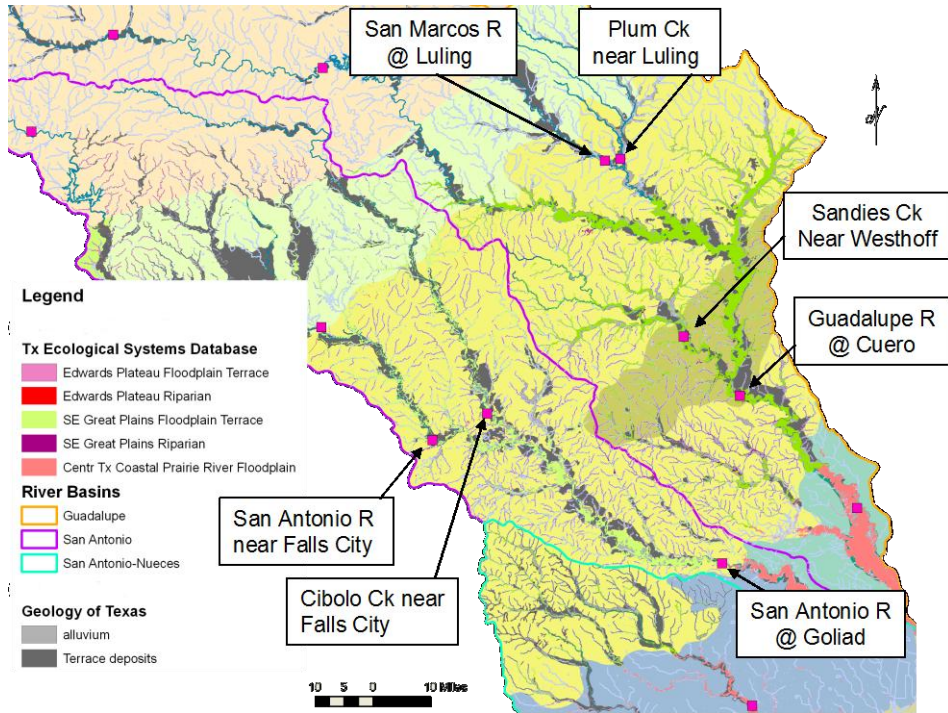 San Marcos R
@ Luling
Plum Ck
near Luling
Sandies Ck
Near Westhoff
Guadalupe R
@ Cuero
Legend
Tx Ecological Systems Database
Edwards Plateau Floodplain Terrace
Edwards Plateau Riparian
SE Great Plains Floodplain Terrace
SE Great Plains Riparian
Centr Tx Coastal Prairie River Floodplain
River Basins
Guadalupe
San Antonio
San Antonio-Nueces
Geology of Texas
alluvium
Terrace deposits
San Antonio R
near Falls City
Cibolo Ck near
Falls City
San Antonio R
@ Goliad
10 5 0 10 Miles